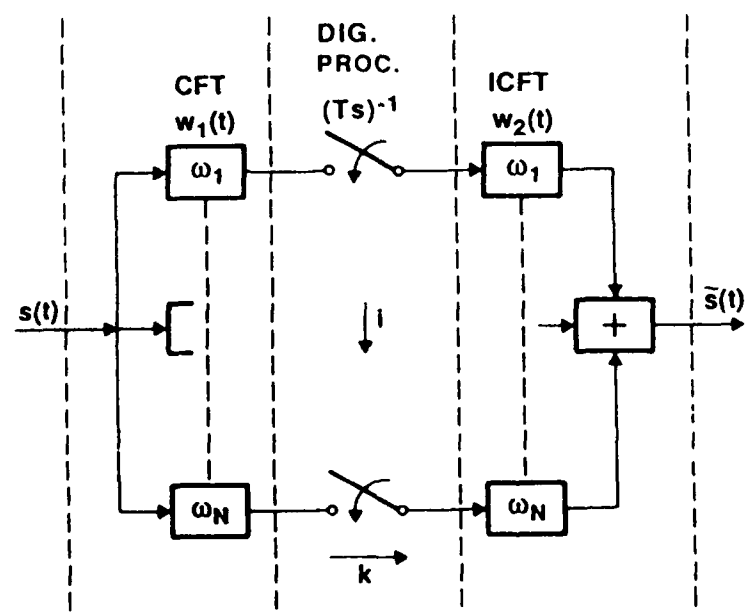 DIG.
PROC.
CFT
w₁(t)
(Ts)⁻¹
ICFT
w₂(t)
ω₁
ω₁
s(t)
i
+
s̄(t)
ω_N
ω_N
k